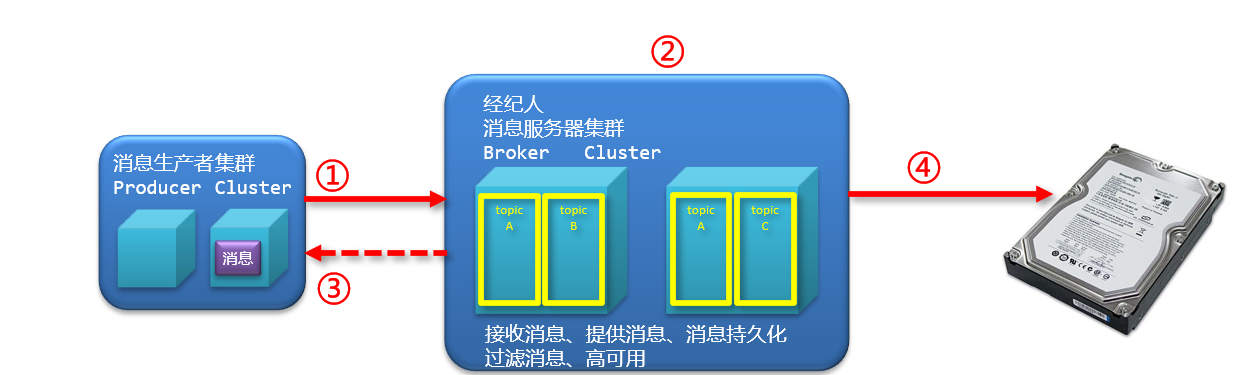 ②
经纪人
消息服务器集群
Broker Cluster
消息生产者集群
Producer Cluster
①
④
topic
A
topic
B
topic
A
topic
C
消息
③
接收消息、提供消息、消息持久化
过滤消息、高可用